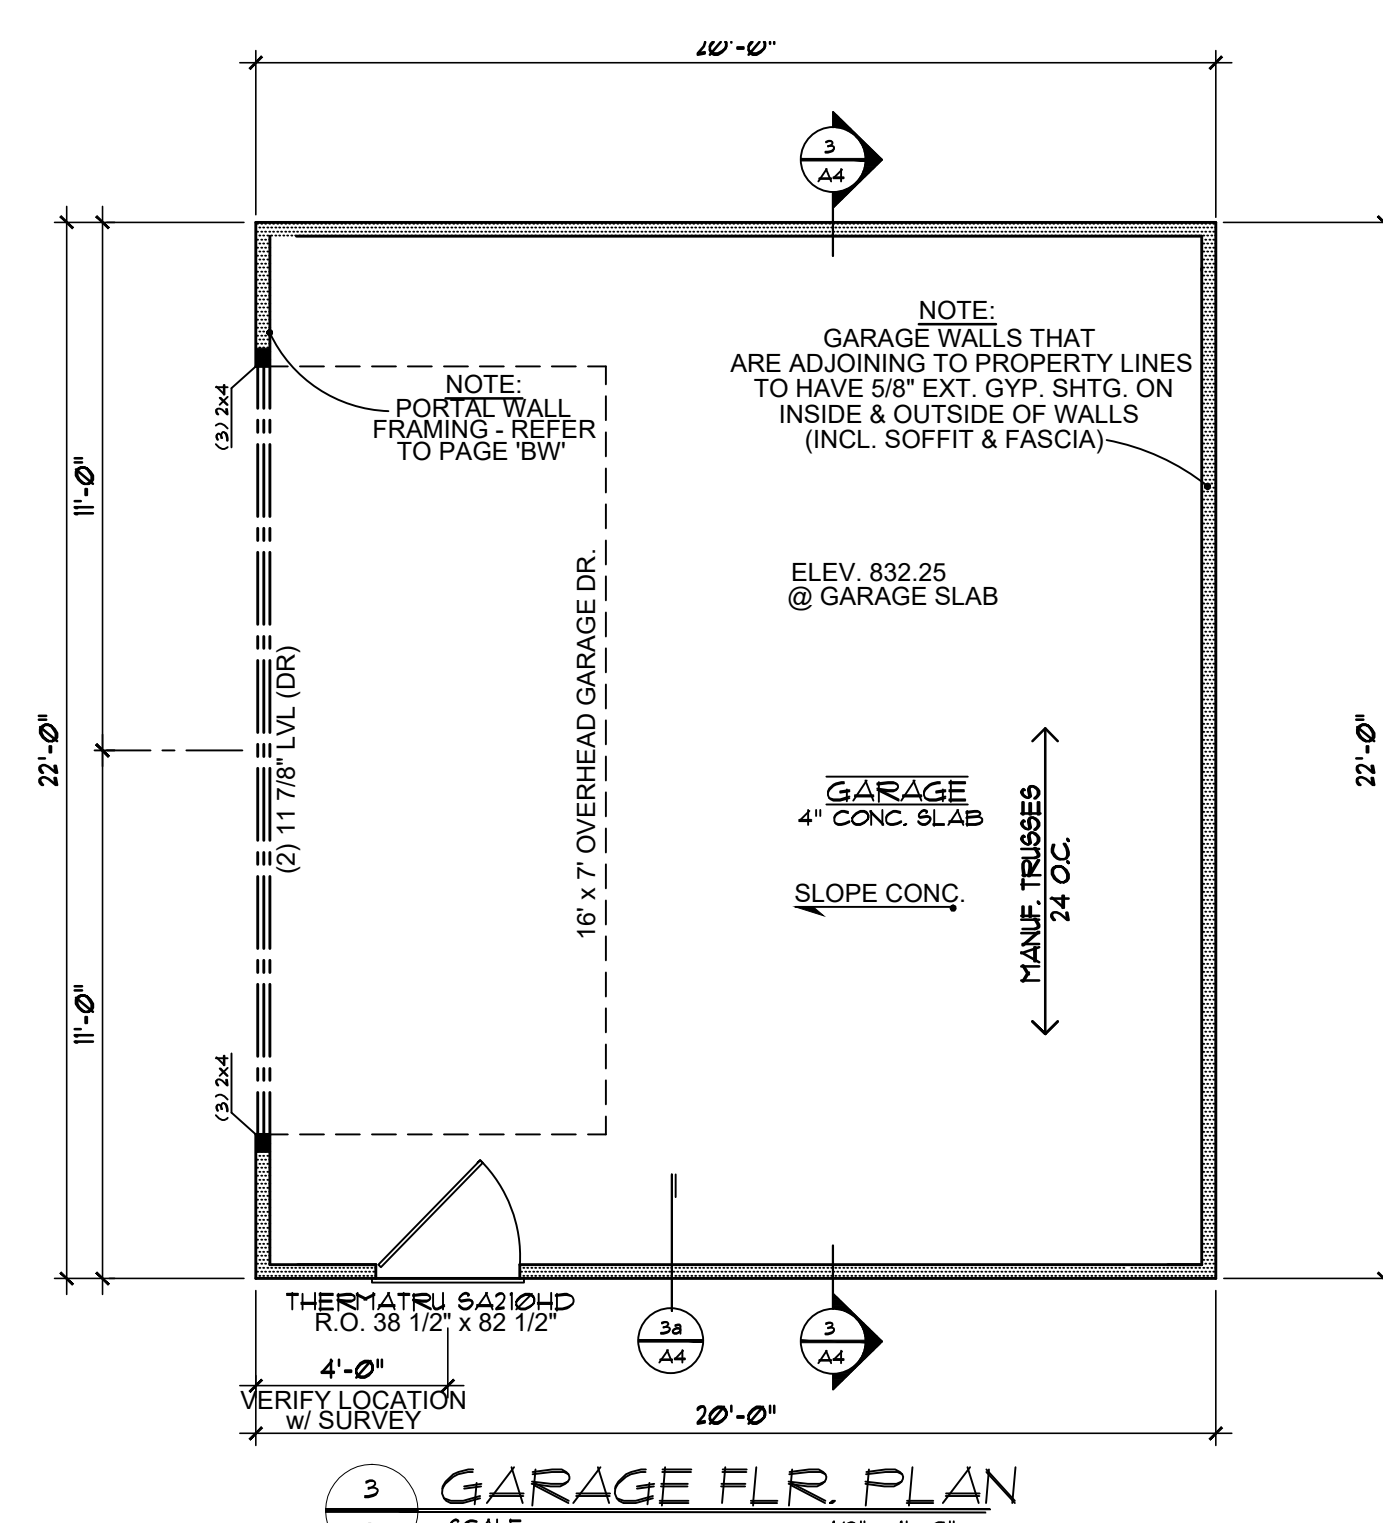 20'-0"
3
A4
NOTE:
GARAGE WALLS THAT
ARE ADJOINING TO PROPERTY LINES
TO HAVE 5/8" EXT. GYP. SHTG. ON
INSIDE & OUTSIDE OF WALLS
(INCL. SOFFIT & FASCIA)
NOTE:
PORTAL WALL
FRAMING - REFER
TO PAGE 'BW'
(3) 2x4
11'-0"
22'-0"
(2) 11 7/8" LVL (DR)
16' x 7' OVERHEAD GARAGE DR.
ELEV. 832.25
@ GARAGE SLAB
GARAGE
4" CONC. SLAB
SLOPE CONC.
MANUF. TRUSSES
24 O.C.
22'-0"
11'-0"
(3) 2x4
THERMATRU SA210HD
R.O. 38 1/2" x 82 1/2"
3a
A4
3
A4
4'-0"
VERIFY LOCATION
w/ SURVEY
20'-0"
3
GARAGE FLR. PLAN
SCALE